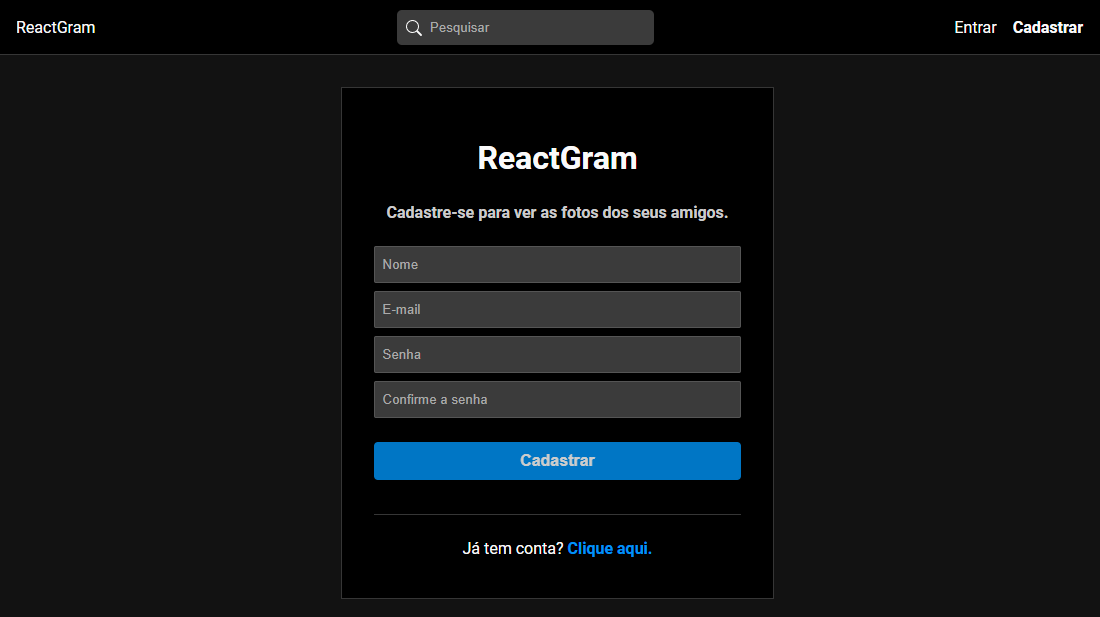 ReactGram
Pesquisar
Entrar Cadastrar
ReactGram
Cadastre-se para ver as fotos dos seus amigos.
Nome
E-mail
Senha
Confirme a senha
Cadastrar
Já tem conta? Clique aqui.